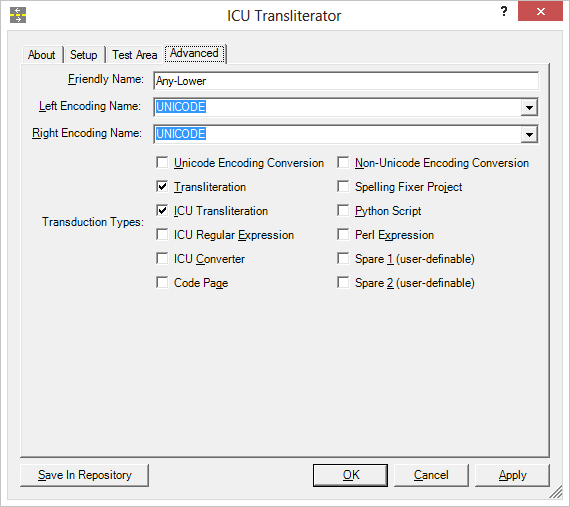 ICU Transliterator
? ×
About Setup Test Area Advanced
Friendly Name: Any-Lower
Left Encoding Name: UNICODE
Right Encoding Name: UNICODE
Unicode Encoding Conversion Non-Unicode Encoding Conversion
Transliteration Spelling Fixer Project
Transduction Types: ICU Transliteration Python Script
ICU Regular Expression Perl Expression
ICU Converter Spare 1 (user-definable)
Code Page Spare 2 (user-definable)
Save In Repository OK Cancel Apply